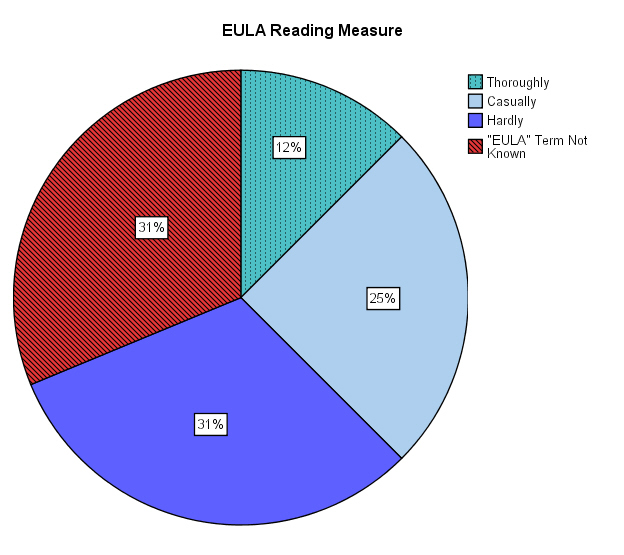 EULA Reading Measure
Thoroughly
Casually
Hardly
"EULA" Term Not
Known
12%
31%
25%
31%